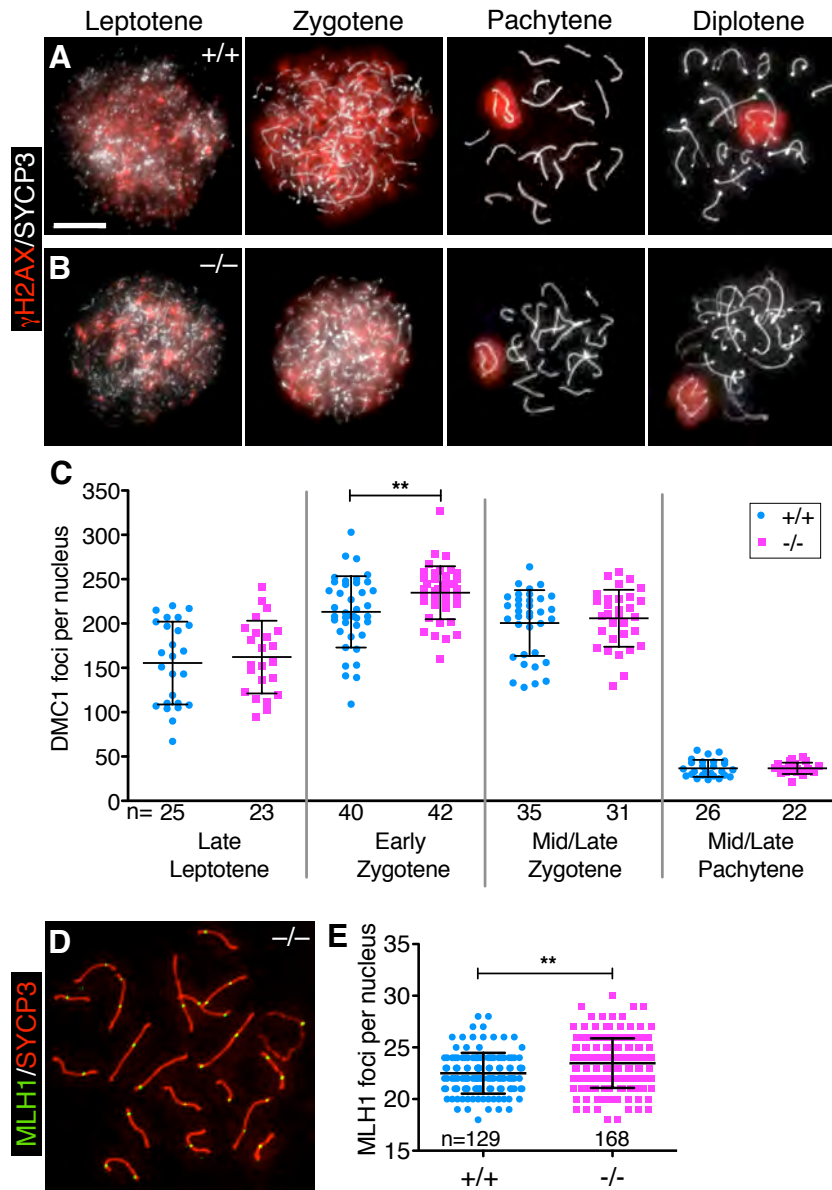 Leptotene Zygotene Pachytene Diplotene
A +/+
B –/–
γH2AX/SYCP3
C
DMC1 foci per nucleus
350
300
250
200
150
100
50
0
**
+/+
-/-
n= 25 23 40 42 35 31 26 22
Late Leptotene
Early Zygotene
Mid/Late Zygotene
Mid/Late Pachytene
D –/–
MLH1/SYCP3
E
MLH1 foci per nucleus
35
30
25
20
15
**
n=129 168
+/+ -/-